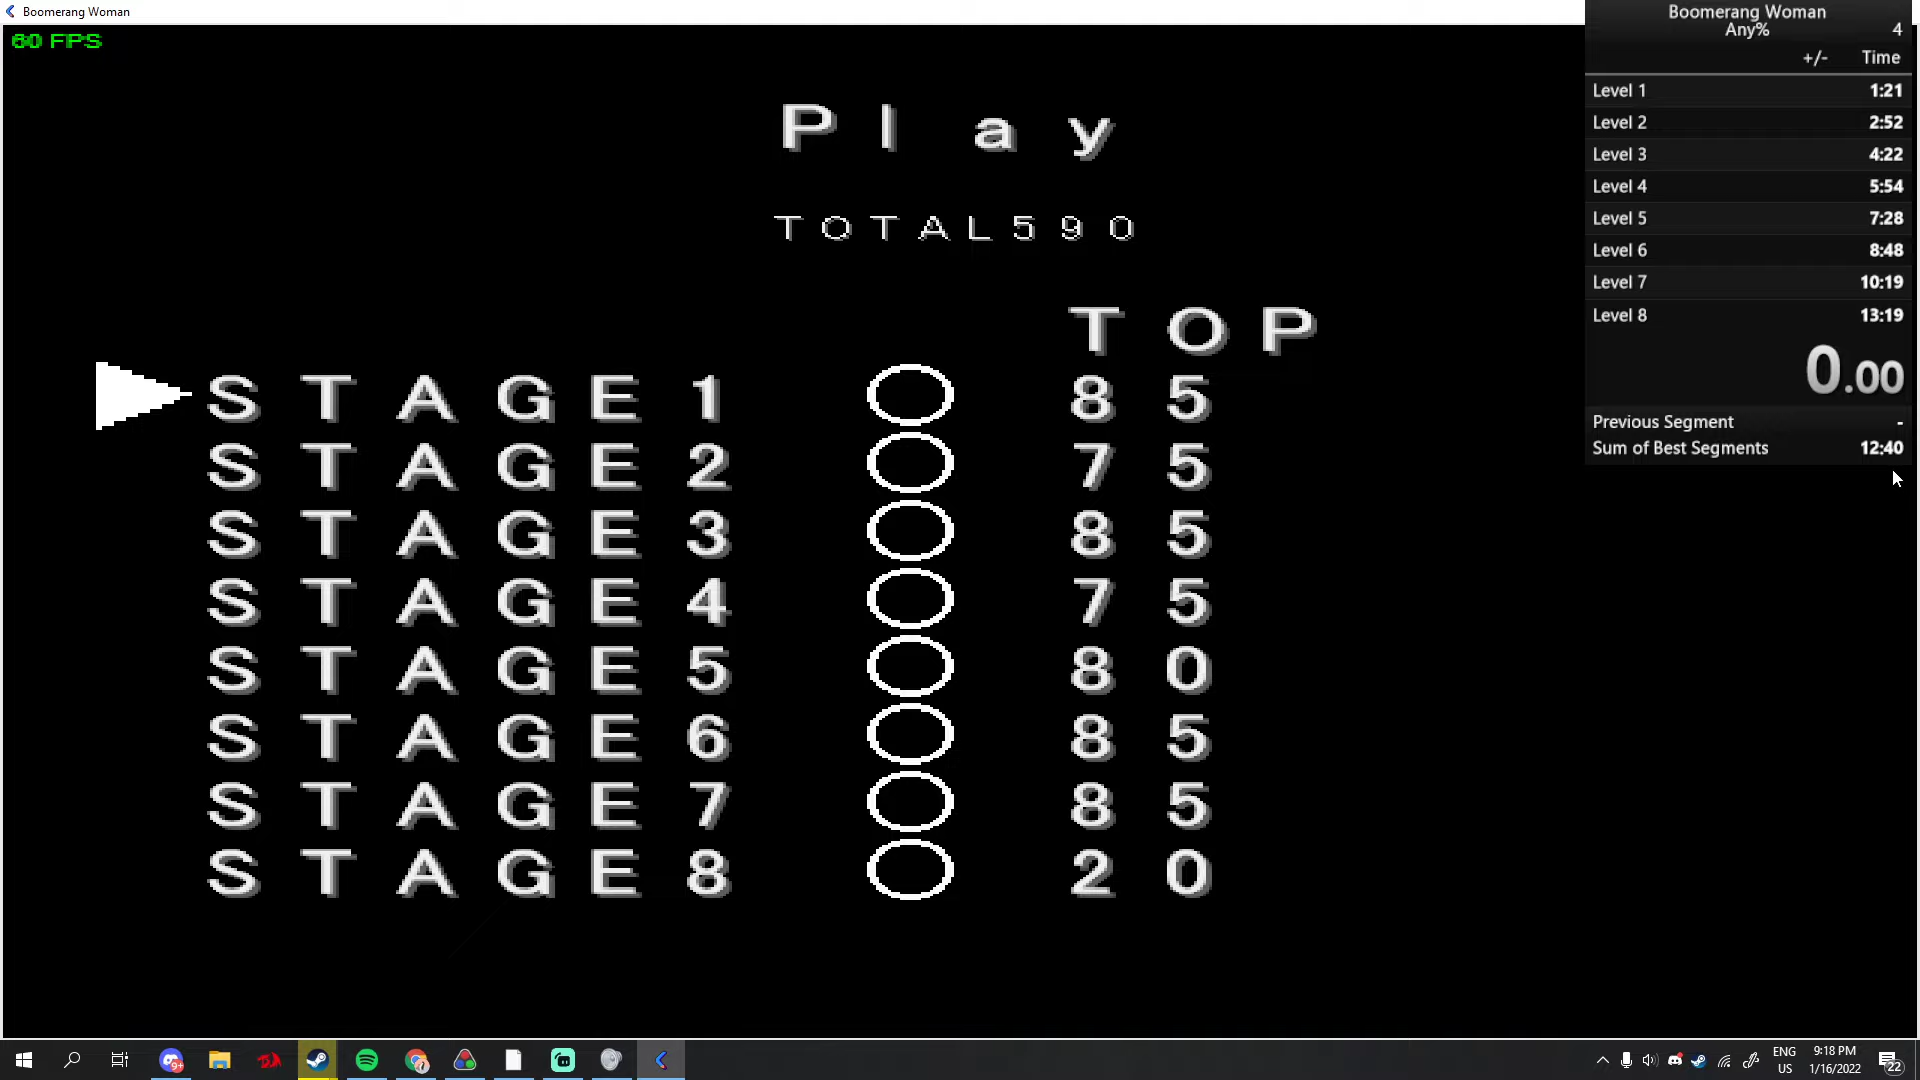 Boomerang Woman
60 FPS
Play
TOTAL590
TOP
STAGE1 85
STAGE2 75
STAGE3 85
STAGE4 75
STAGE5 80
STAGE6 85
STAGE7 85
STAGE8 20
Boomerang Woman
Any% 4
+/- Time
Level 1 1:21
Level 2 2:52
Level 3 4:22
Level 4 5:54
Level 5 7:28
Level 6 8:48
Level 7 10:19
Level 8 13:19
0.00
Previous Segment -
Sum of Best Segments 12:40
9+
ENG
US
9:18 PM
1/16/2022
22